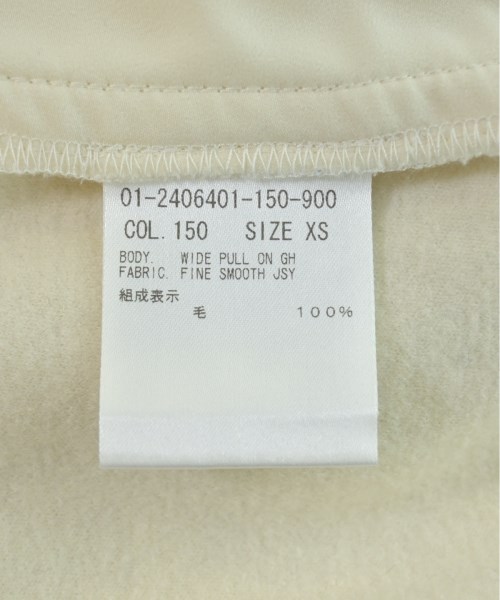 01-2406401-150-900
COL. 150 SIZE XS
BODY. WIDE PULL ON GH
FABRIC. FINE SMOOTH JSY
組成表示
毛 100%